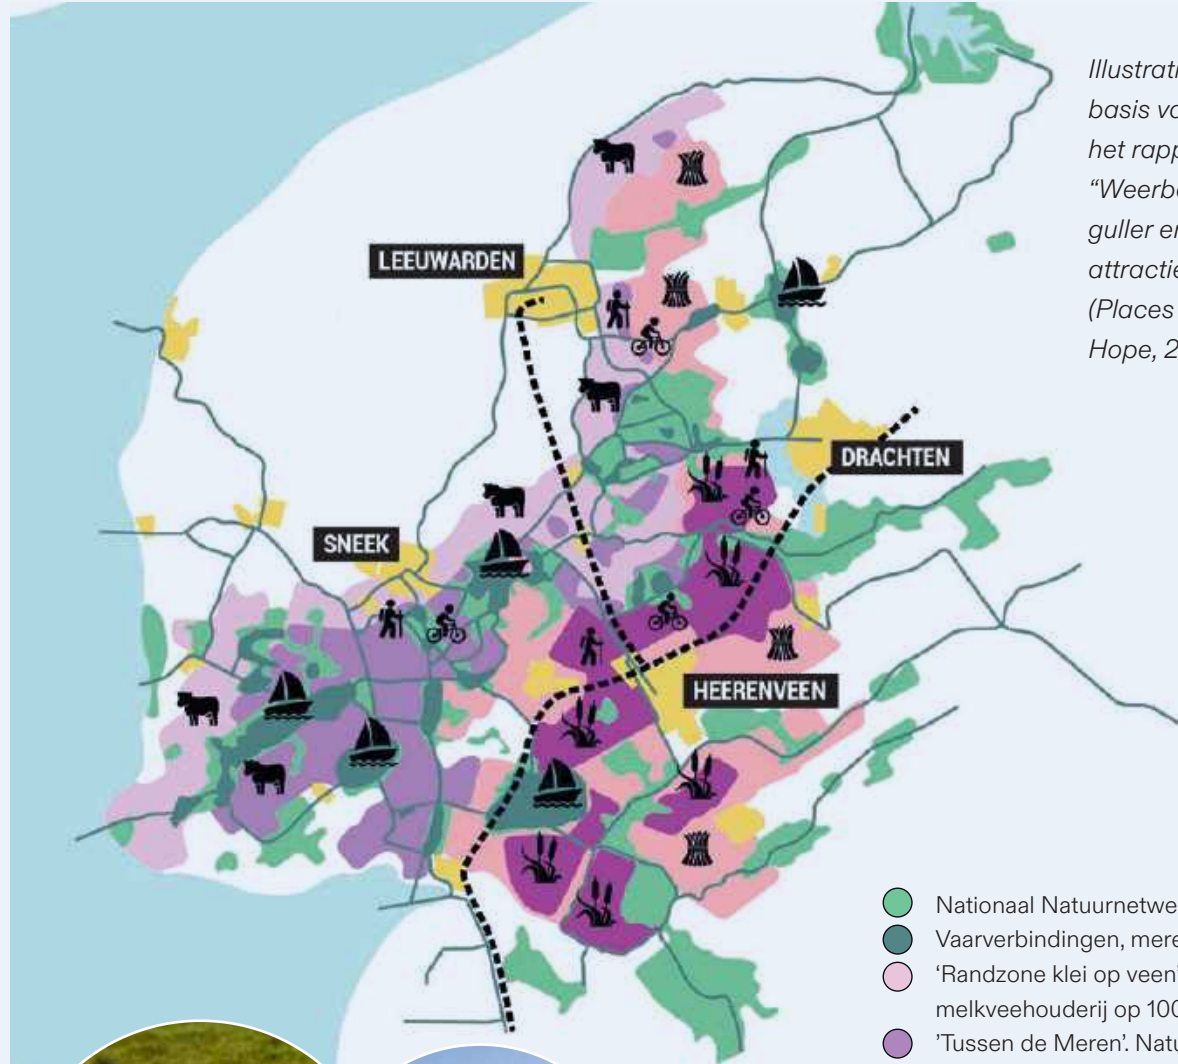 Illustrati
basis vo
het rapp
“Weerb
guller er
attractie
(Places
Hope, 2
LEEUWARDEN
DRACHTEN
SNEEK
HEERENVEEN
Nationaal Natuurnetwe
Vaarverbindingen, mere
‘Randzone klei op veen’
melkveehouderij op 100
’Tussen de Meren’. Natu